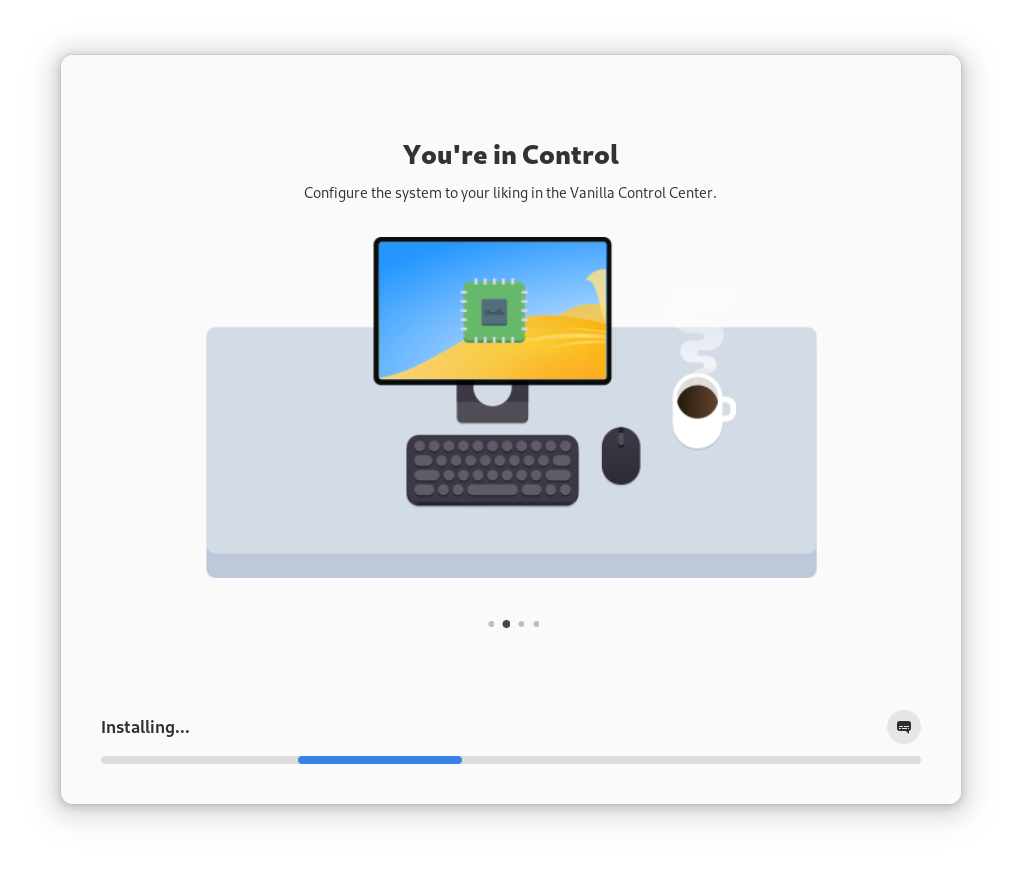 You're in Control
Configure the system to your liking in the Vanilla Control Center.
Installing...